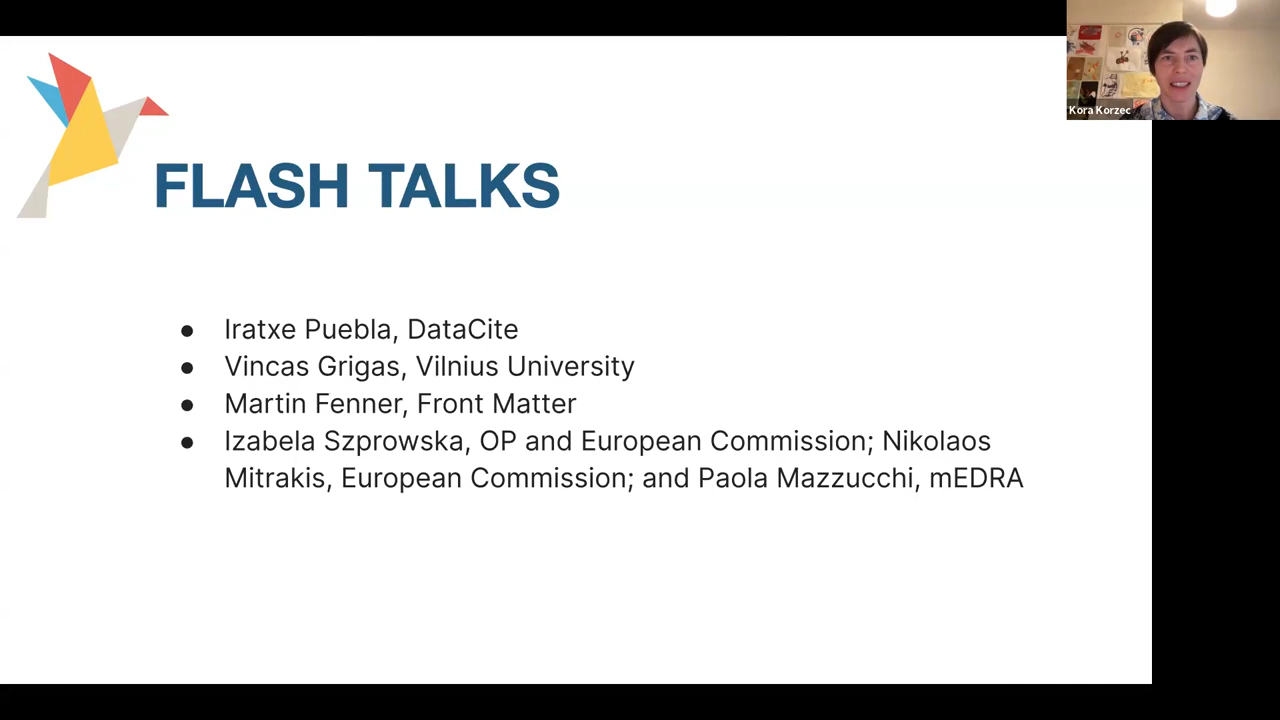 Kora Korzec
FLASH TALKS
● Iratxe Puebla, DataCite
● Vincas Grigas, Vilnius University
● Martin Fenner, Front Matter
● Izabela Szprowska, OP and European Commission; Nikolaos
Mitrakis, European Commission; and Paola Mazzucchi, mEDRA